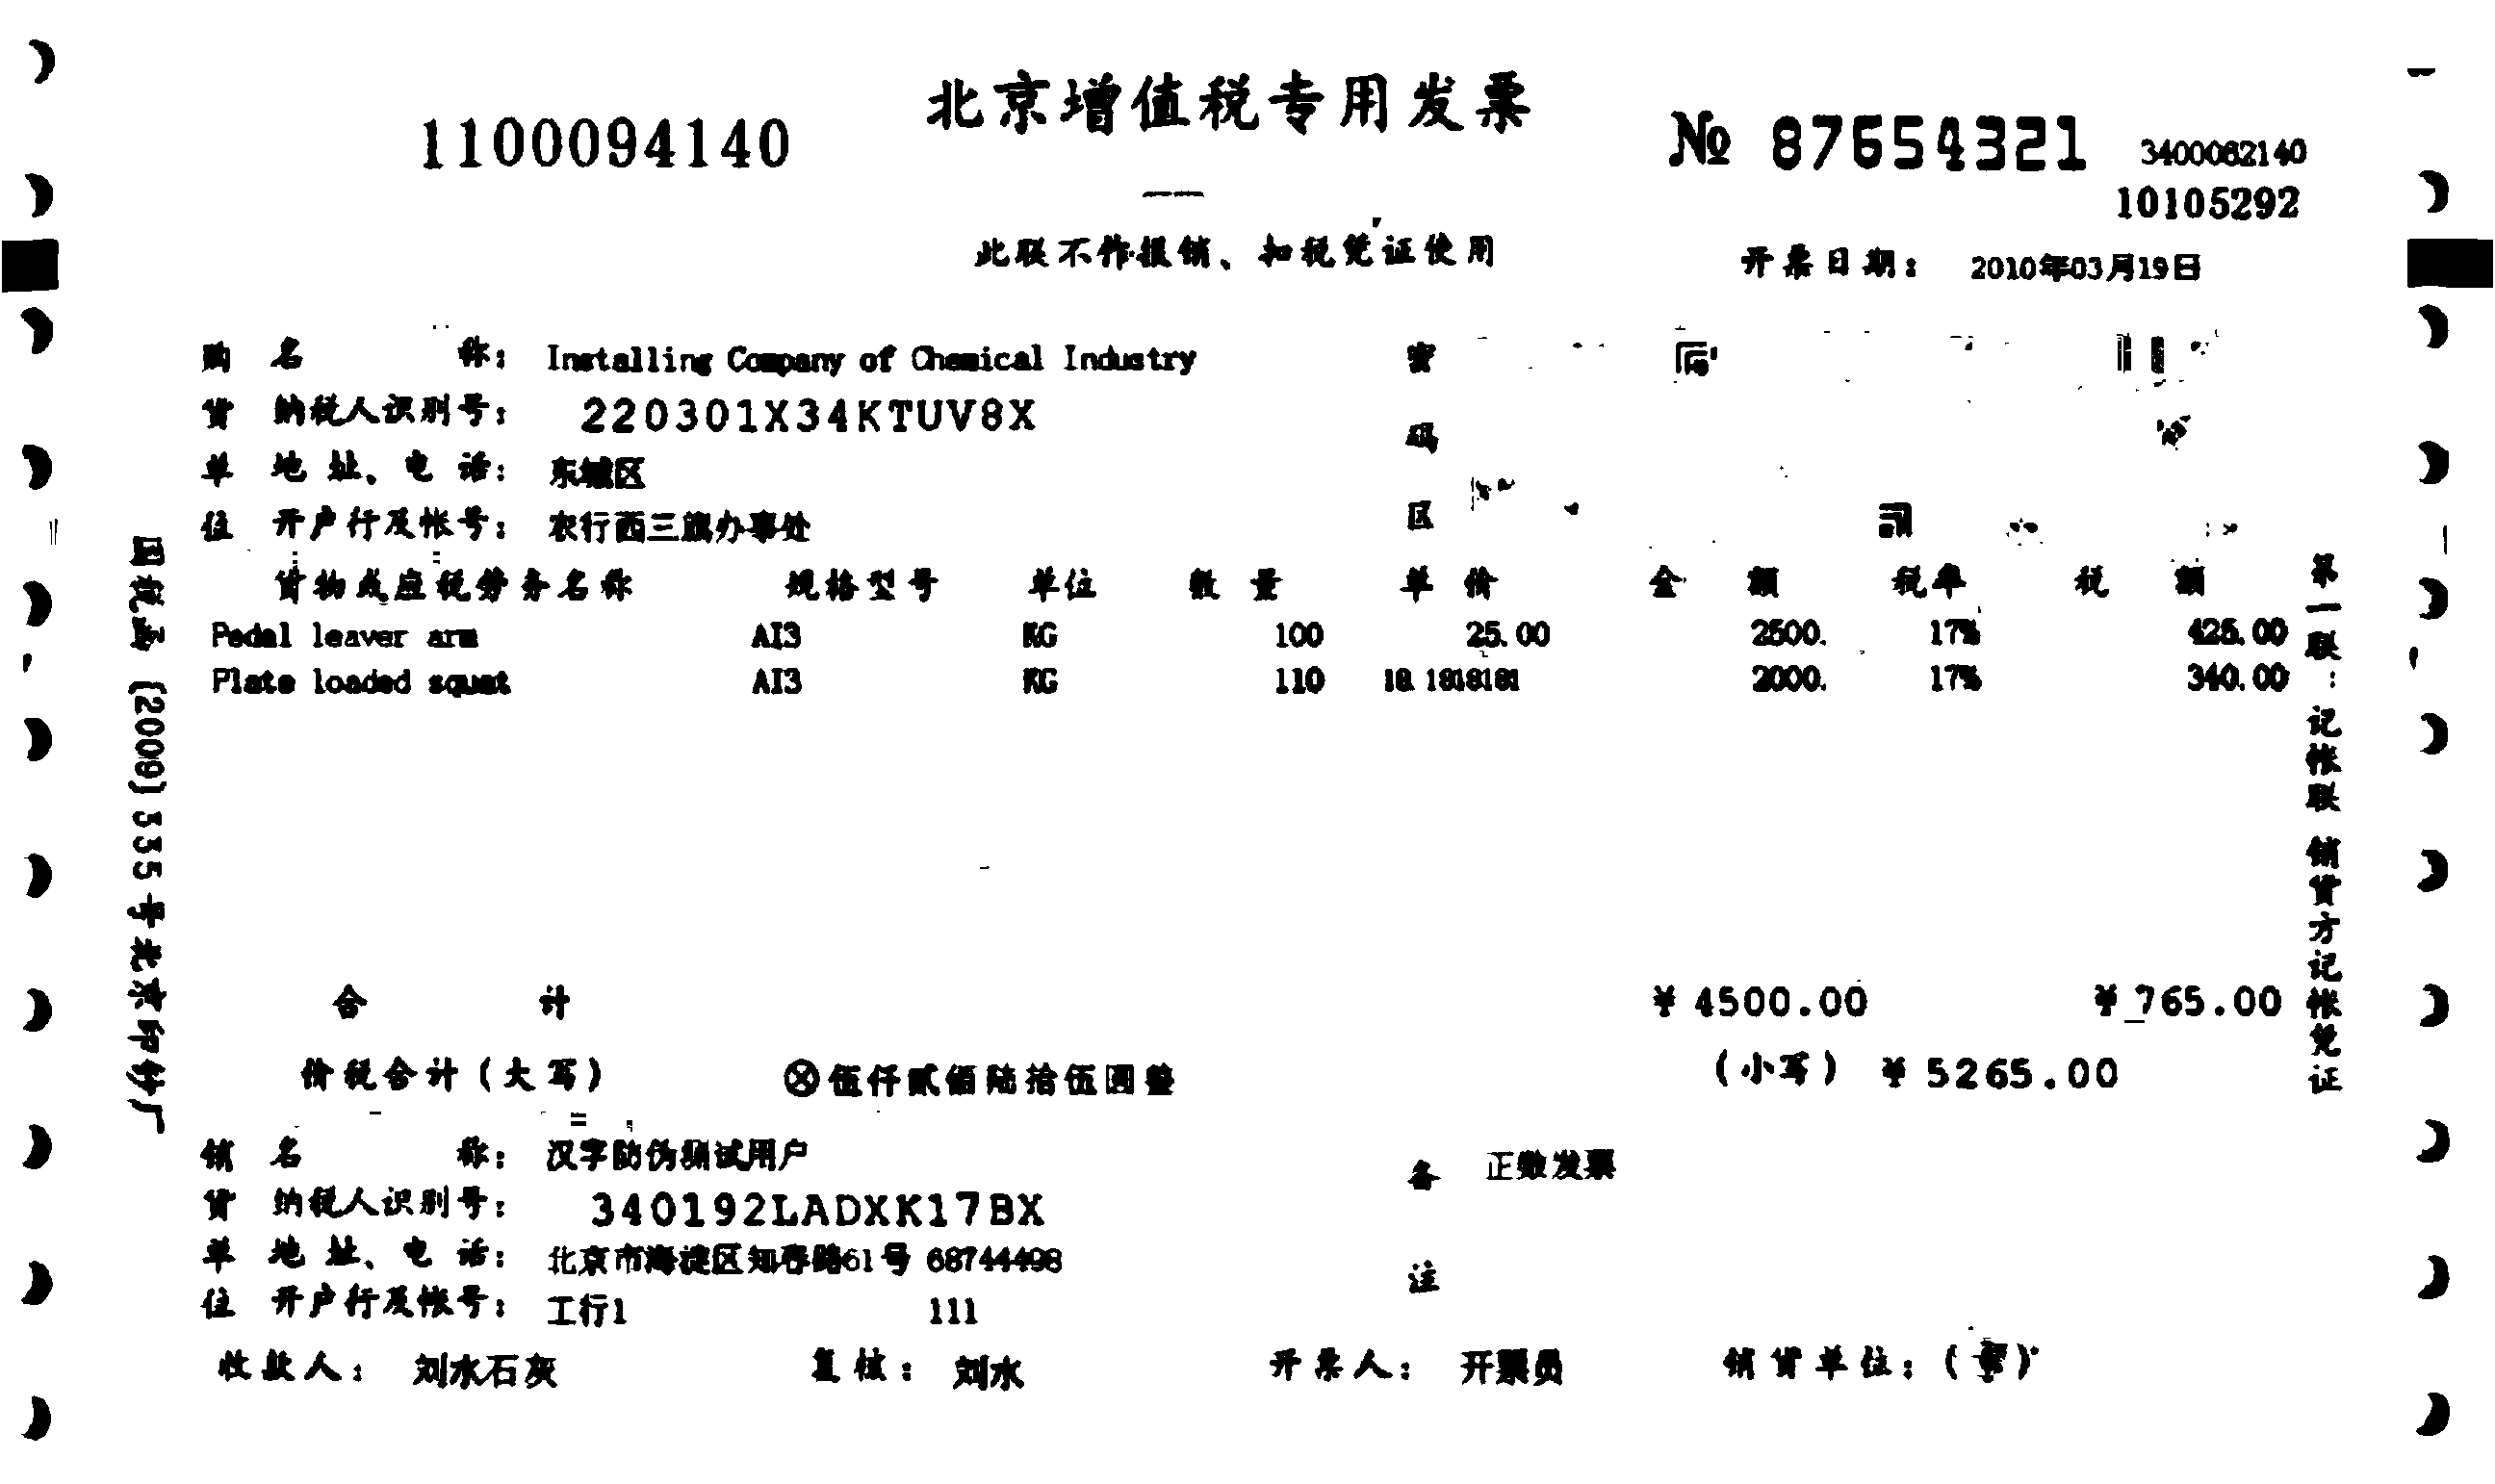 北京增值税专用发票
1100094140
№ 87654321
3400082140
10105292
此联不作报销、扣税凭证使用
开票日期： 2010年03月19日
购 名 称： Installing Company of Chemical Industry
货 纳税人识别号： 220301X34KTUV8X
单 地址、电话： 东城区
位 开户行及帐号： 农行西三旗办事处
密
码
区
货物或应税劳务名称 规格型号 单位 数量 单价 金额 税率 税额
Pedal leaver arm AI3 KG 100 25.00 2500. 17% 425.00
Plate loaded squat AI3 KG 110 18.181818 2000. 17% 340.00
合 计 ¥4500.00 ¥765.00
价税合计(大写) ⊗伍仟贰佰陆拾伍圆整 (小写) ¥5265.00
销 名 称： 汉字防伪测试用户
货 纳税人识别号： 340192LADXK17BX
单 地址、电话： 北京市海淀区知春路61号 68744498
位 开户行及帐号： 工行1 111
备 正数发票
注
收款人： 刘水石灰 复核： 刘水 开票人： 开票员 销货单位：(章)
国税函 [2009] 535号北京印钞厂
第一联：记帐联 销货方记帐凭证